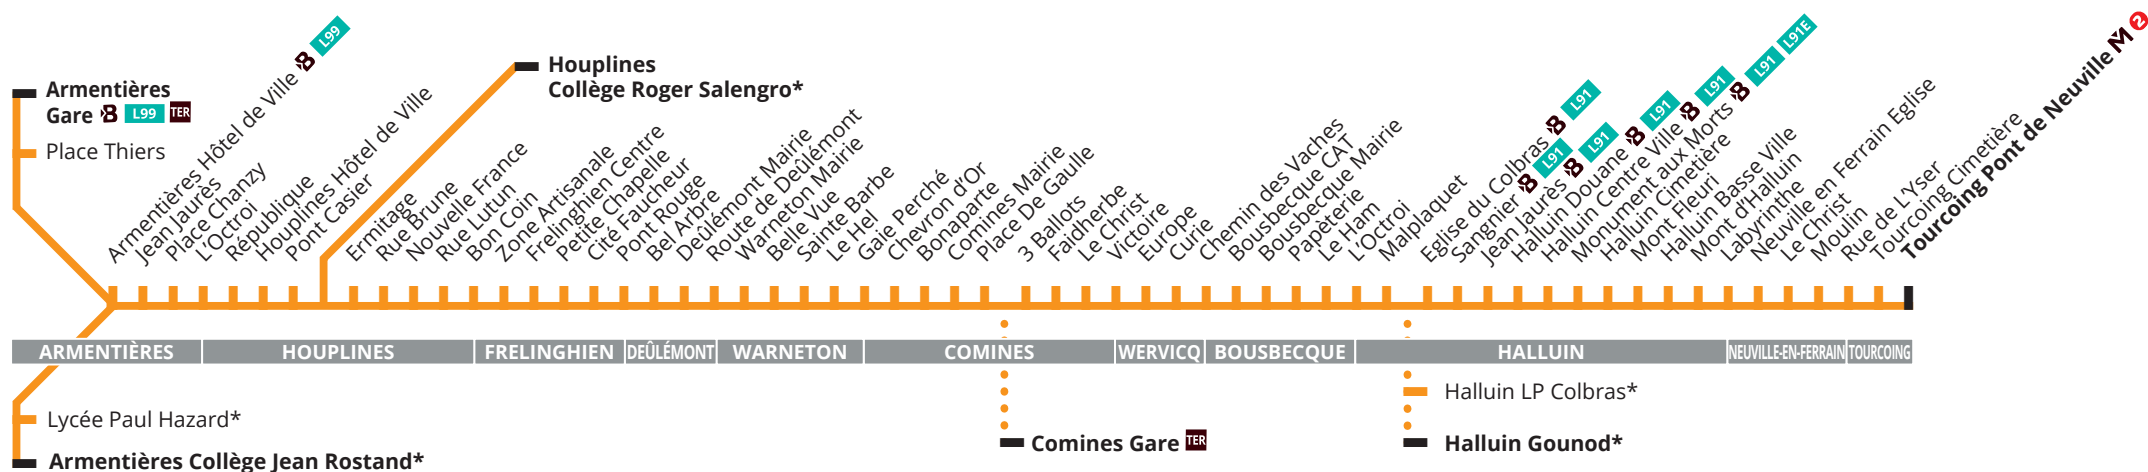 Armentières
Gare B L99 TER
Place Thiers
Armentières Hôtel de Ville B L99
Jean Jaurès
Place Chanzy
L'Octroi
République
Houplines Hôtel de Ville
Pont Casier
Houplines
Collège Roger Salengro*
Ermitage
Rue Brune
Nouvelle France
Rue Lutun
Bon Coin
Zone Artisanale
Frelinghien Centre
Petite Chapelle
Cité Faucheur
Pont Rouge
Bel Arbre
Deûlémont Mairie
Route de Deûlémont
Warneton Mairie
Belle Vue
Sainte Barbe
Le Hel
Gale Perché
Chevron d'Or
Bonaparte
Comines Mairie
Place De Gaulle
3 Ballots
Faidherbe
Le Christ
Victoire
Europe
Curie
Chemin des Vaches
Bousbecque CAT
Bousbecque Mairie
Papèterie
Le Ham
L'Octroi
Malplaquet
Eglise du Colbras B L91
Sangnier B L91
Jean Jaurès B L91
Halluin Douane B L91
Halluin Centre Ville B L91
Monument aux Morts B L91 L91E
Halluin Cimetière
Mont Fleuri
Halluin Basse Ville
Mont d'Halluin
Labyrinthe
Neuville en Ferrain Eglise
Le Christ
Moulin
Rue de L'Yser
Tourcoing Cimetière
Tourcoing Pont de Neuville M 2
ARMENTIÈRES
HOUPLINES
FRELINGHIEN
DEÛLÉMONT
WARNETON
COMINES
WERVICQ
BOUSBECQUE
HALLUIN
NEUVILLE-EN-FERRAIN
TOURCOING
Lycée Paul Hazard*
Armentières Collège Jean Rostand*
Comines Gare TER
Halluin LP Colbras*
Halluin Gounod*